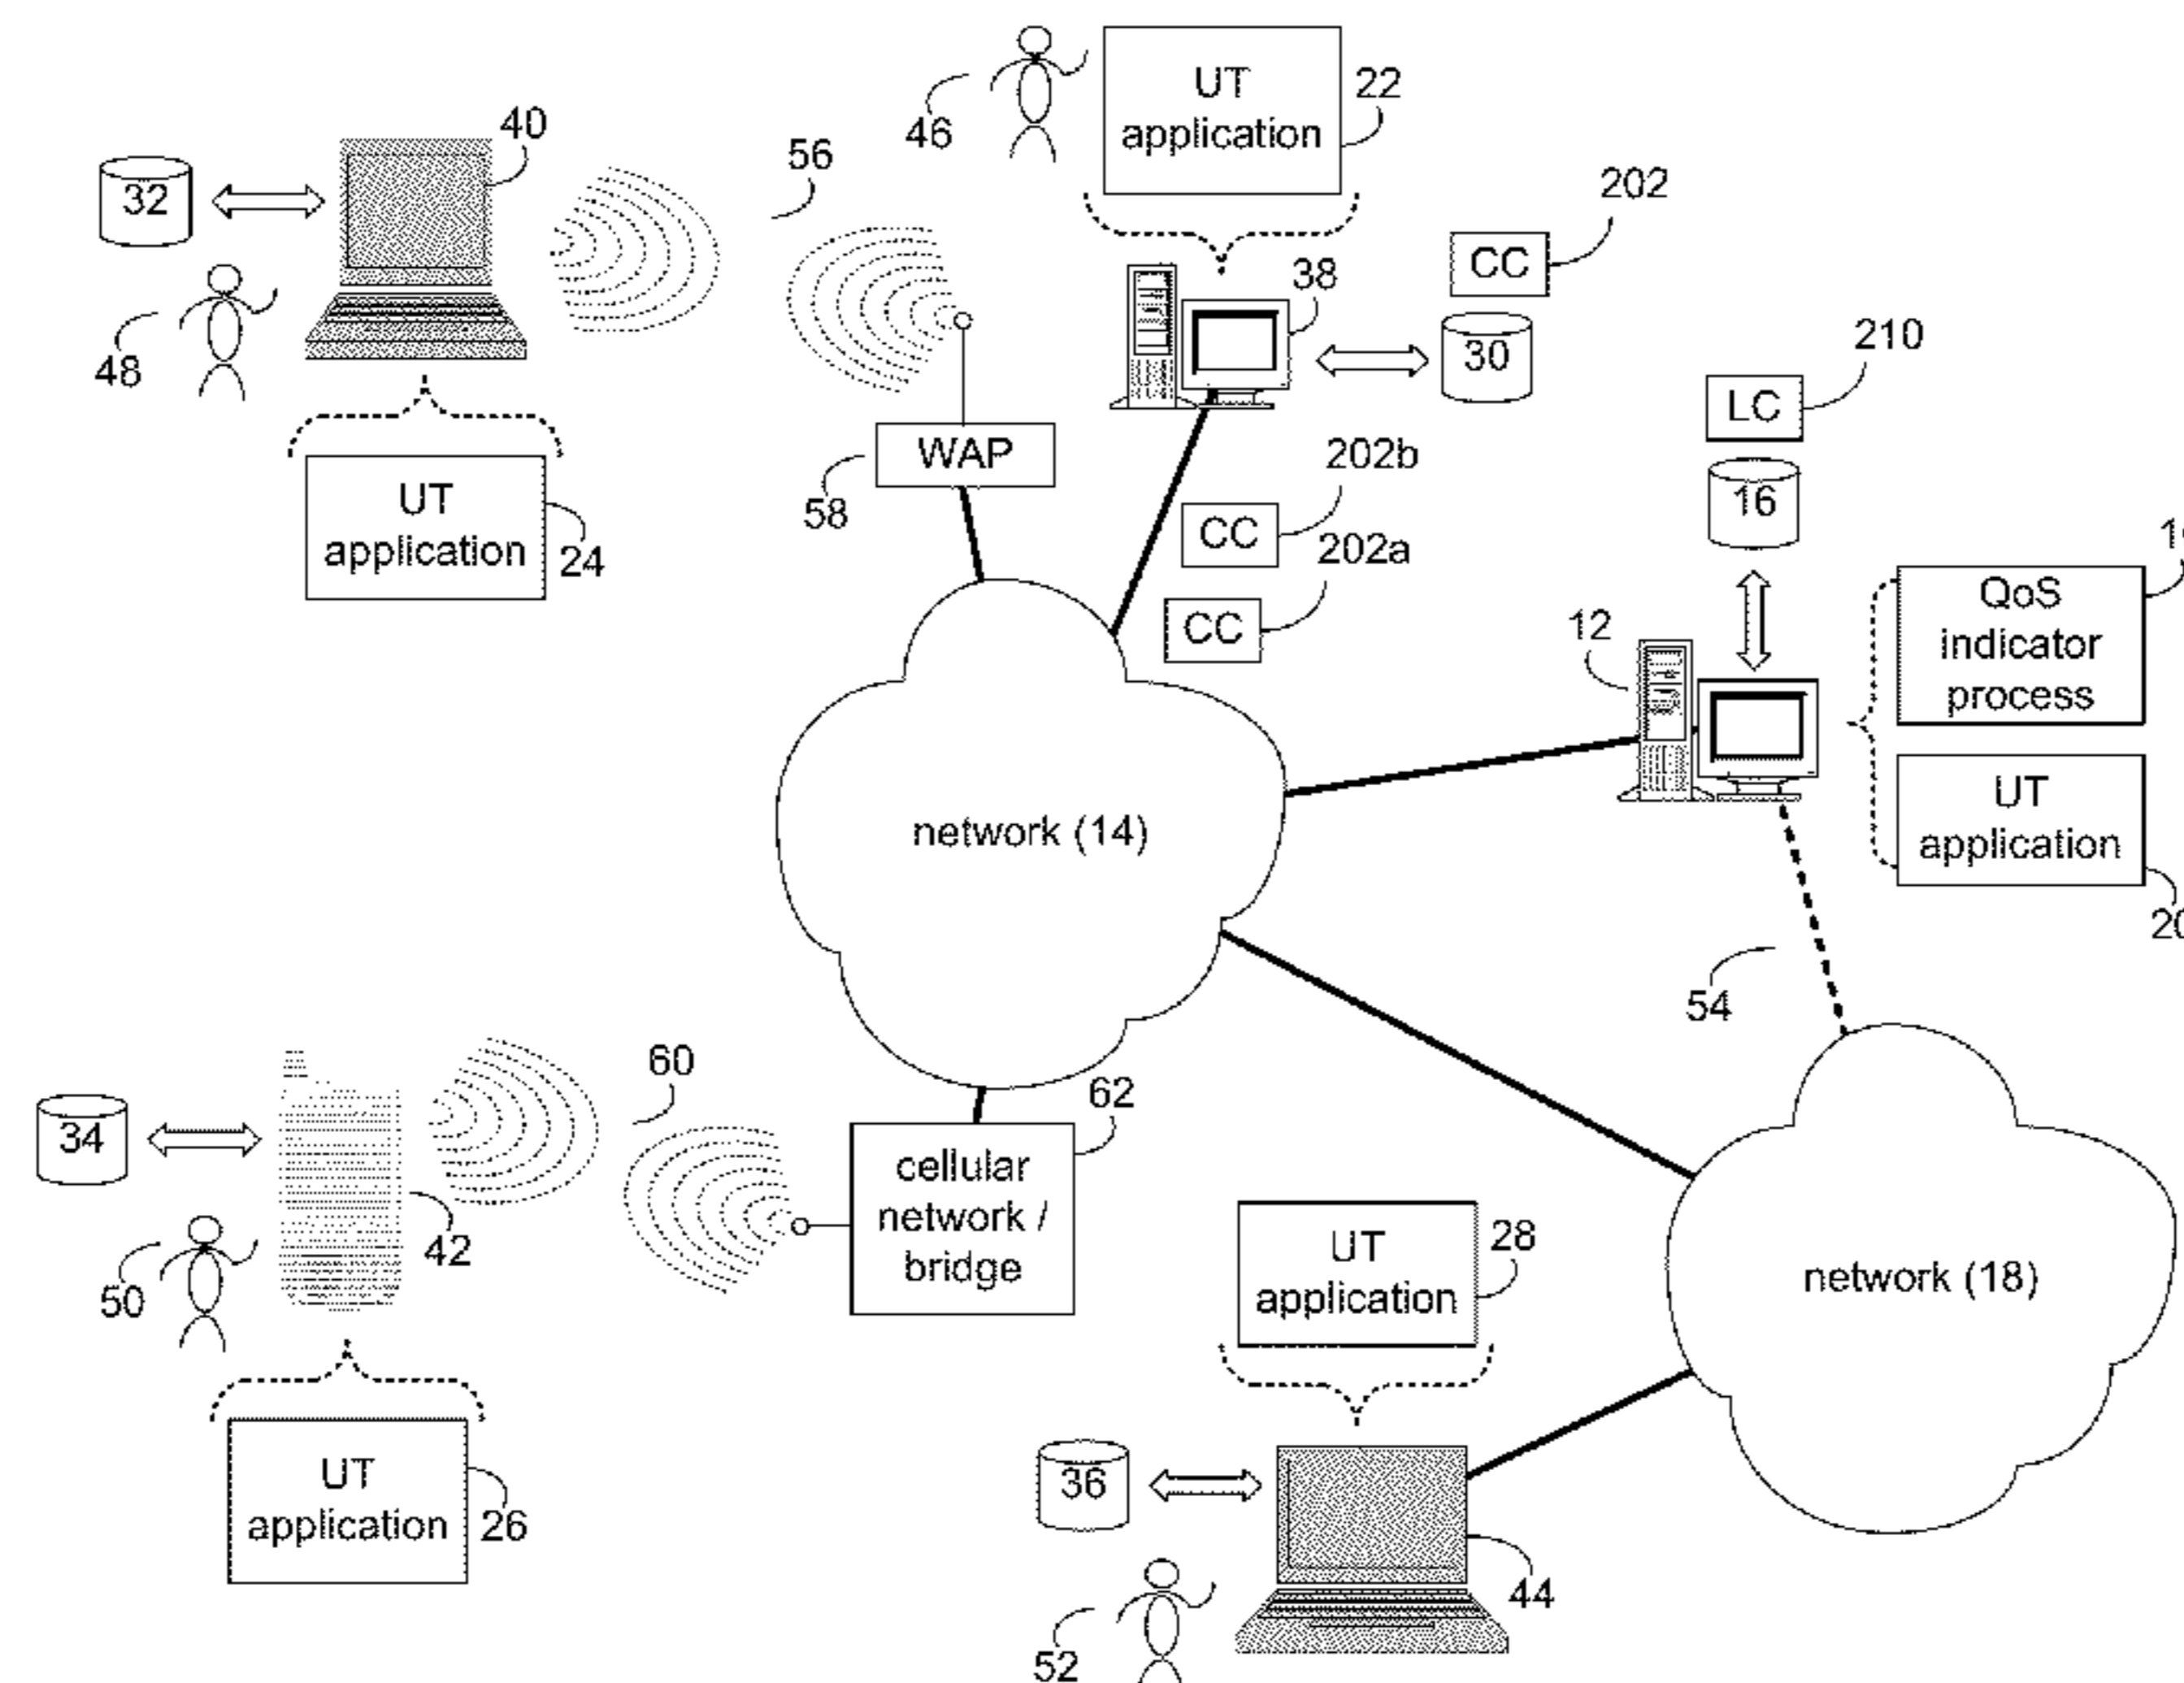 UT
application
22
46
40
56
32
202
CC
38
48
30
210
LC
WAP
202b
58
16
UT
application
24
CC
202a
CC
12
QoS
indicator
process
UT
application
network (14)
54
60
62
34
cellular
network /
bridge
42
50
UT
application
28
network (18)
UT
application
26
36
44
52